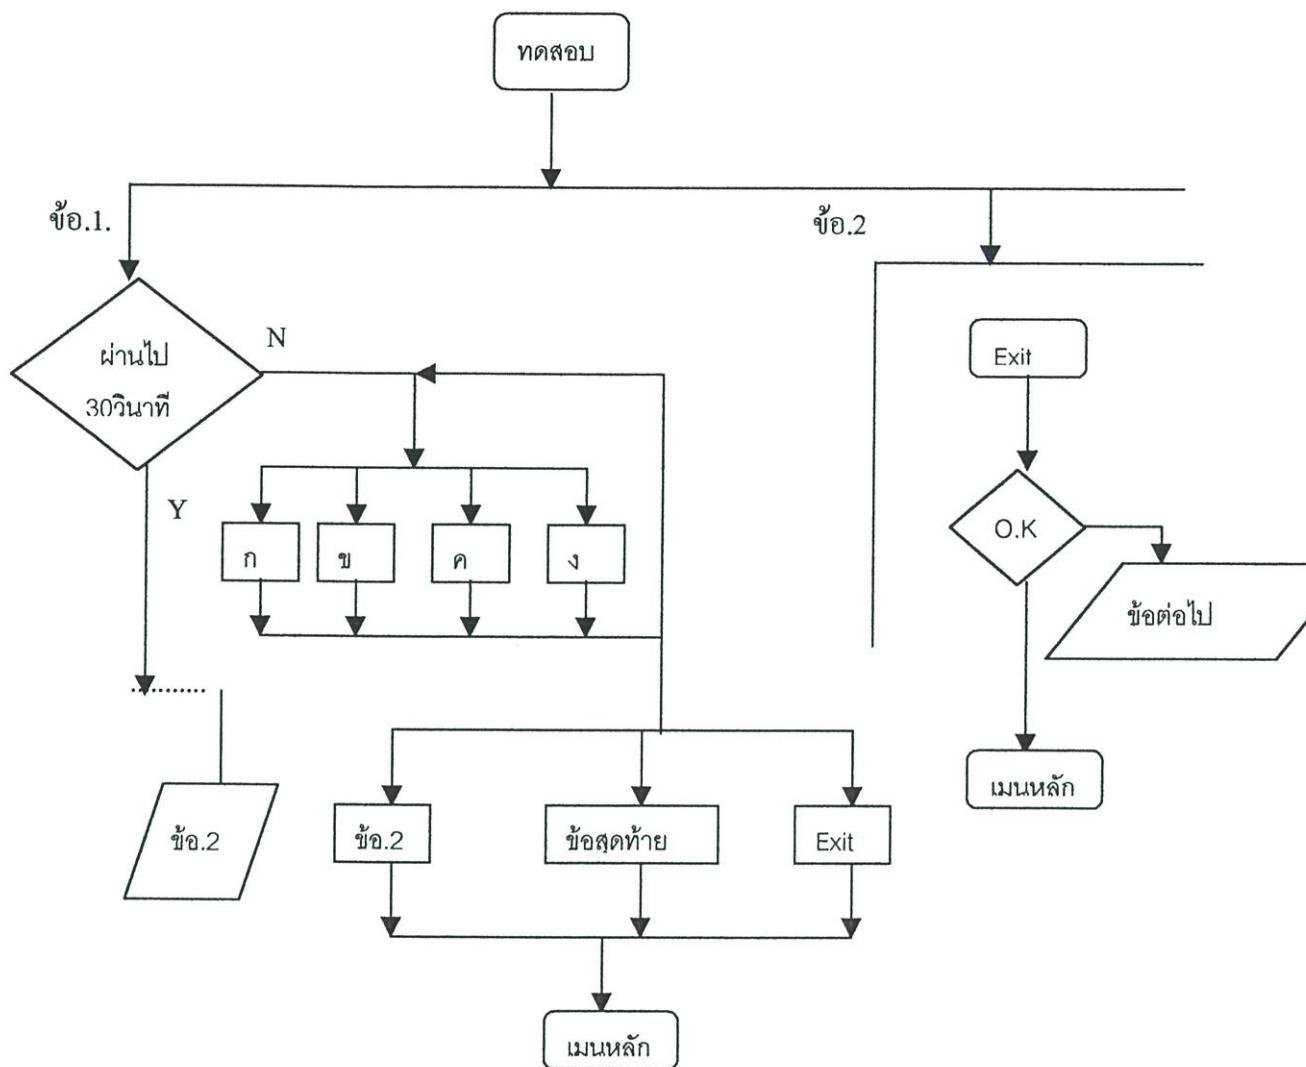 ทดสอบ
ข้อ.1.
ข้อ.2
ผ่านไป
30วินาที
N
Y
ก
ข
ค
ง
Exit
O.K
ข้อต่อไป
เมนหลัก
ข้อ.2
ข้อ.2
ข้อสุดท้าย
Exit
เมนหลัก